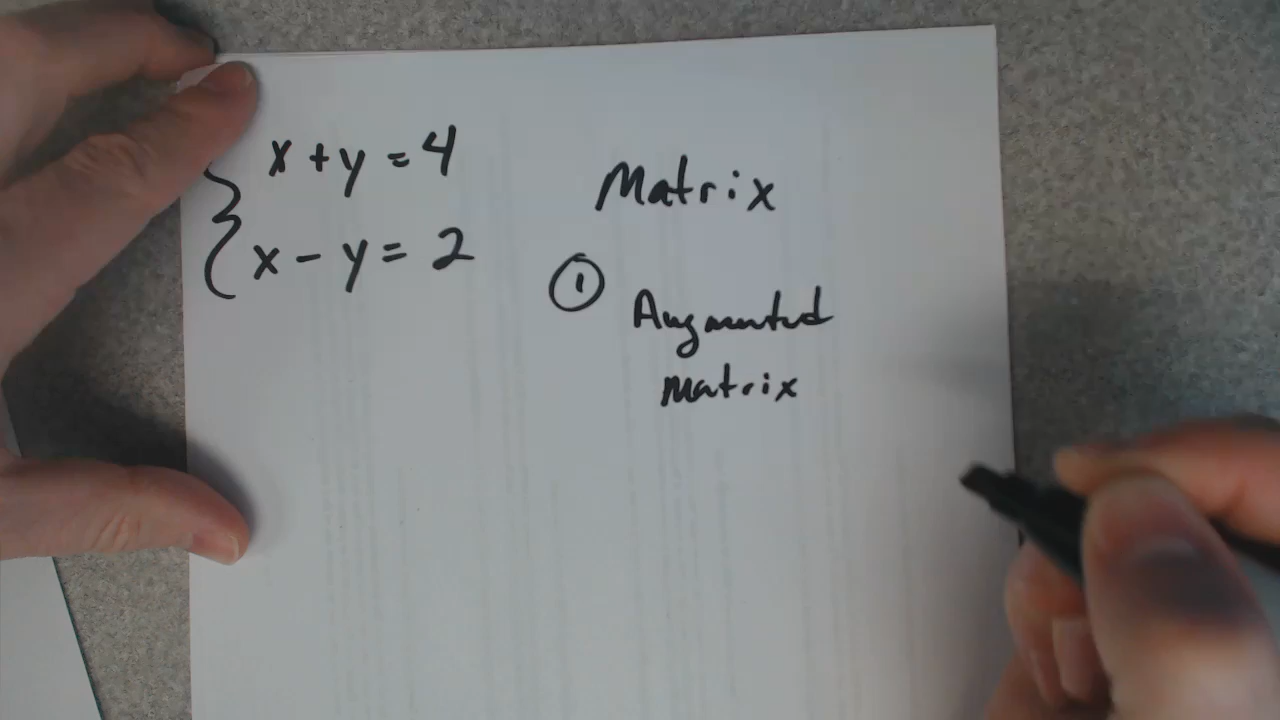 x + y = 4
x - y = 2
Matrix
① Augmented
matrix